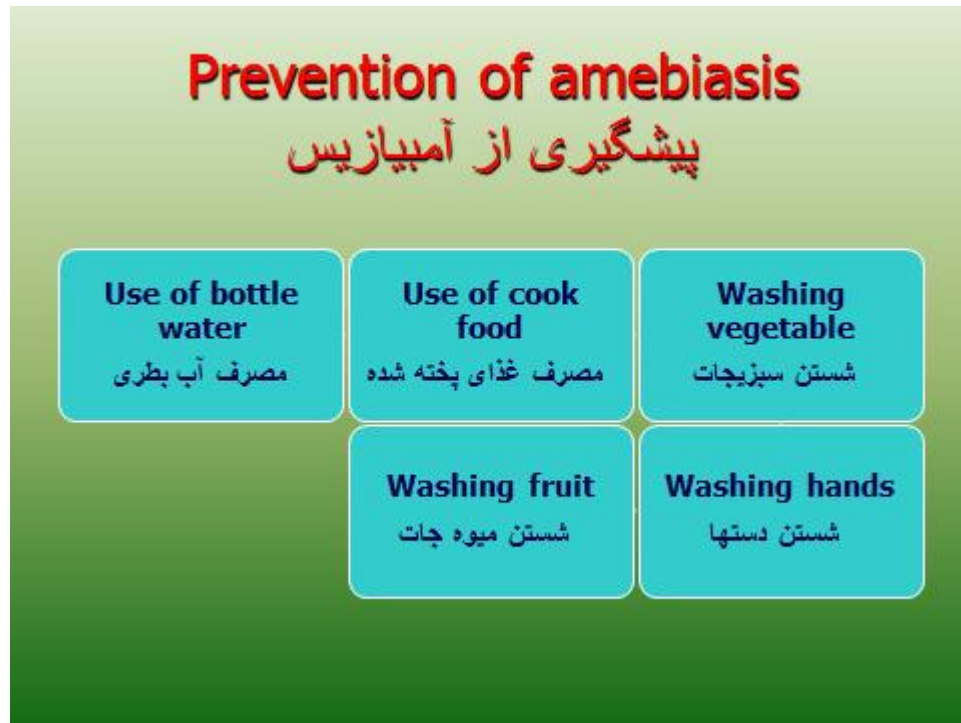 Prevention of amebiasis
پیشگیری از آمبیازیس
Use of bottle
water
مصرف آب بطری
Use of cook
food
مصرف غذای پخته شده
Washing
vegetable
شستن سبزیجات
Washing fruit
شستن میوه جات
Washing hands
شستن دستها